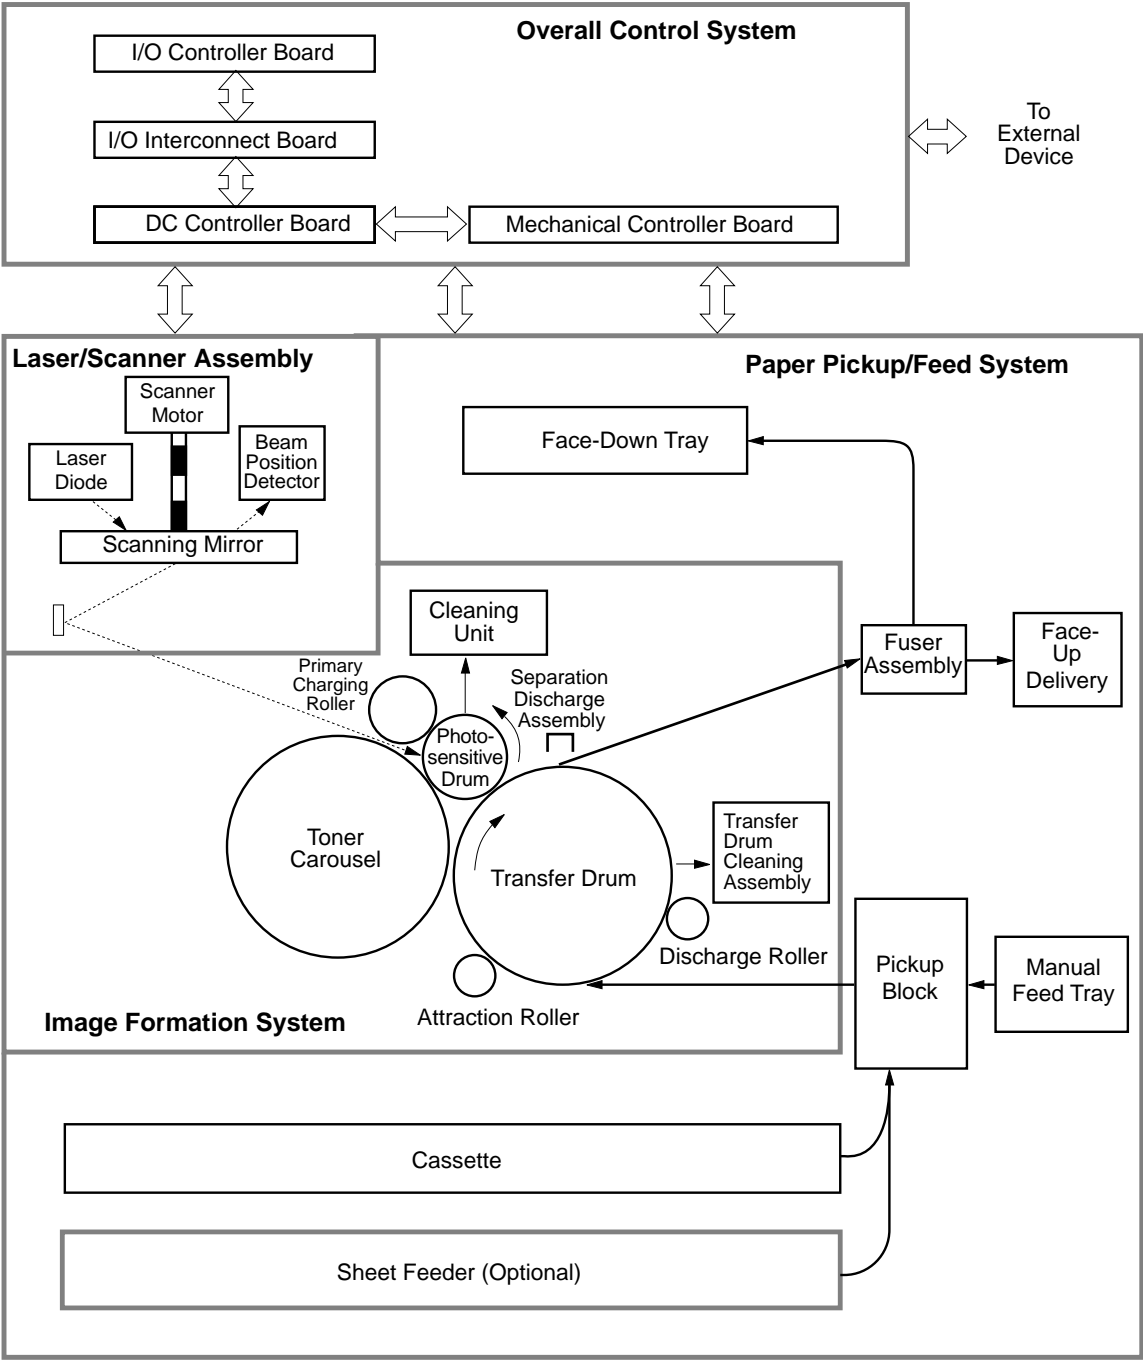 Overall Control System
I/O Controller Board
I/O Interconnect Board
DC Controller Board
Mechanical Controller Board
To
External
Device
Laser/Scanner Assembly
Scanner
Motor
Laser
Diode
Beam
Position
Detector
Scanning Mirror
Paper Pickup/Feed System
Face-Down Tray
Cleaning
Unit
Primary
Charging
Roller
Separation
Discharge
Assembly
Photo-
sensitive
Drum
Fuser
Assembly
Face-
Up
Delivery
Toner
Carousel
Transfer Drum
Transfer
Drum
Cleaning
Assembly
Discharge Roller
Attraction Roller
Image Formation System
Pickup
Block
Manual
Feed Tray
Cassette
Sheet Feeder (Optional)